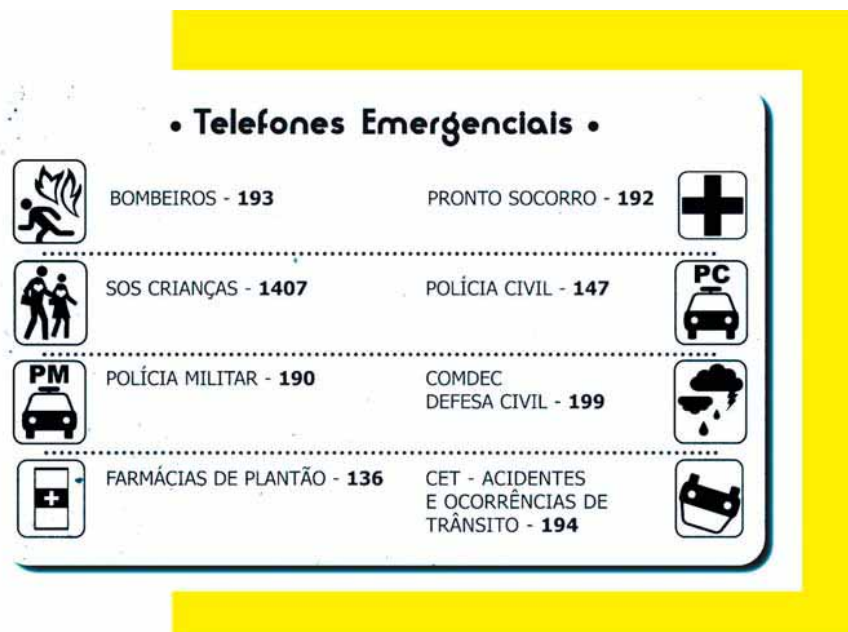 • Telefones Emergenciais •
BOMBEIROS - 193
PRONTO SOCORRO - 192
SOS CRIANÇAS - 1407
POLÍCIA CIVIL - 147
PC
PM
POLÍCIA MILITAR - 190
COMDEC
DEFESA CIVIL - 199
FARMÁCIAS DE PLANTÃO - 136
CET - ACIDENTES
E OCORRÊNCIAS DE
TRÂNSITO - 194